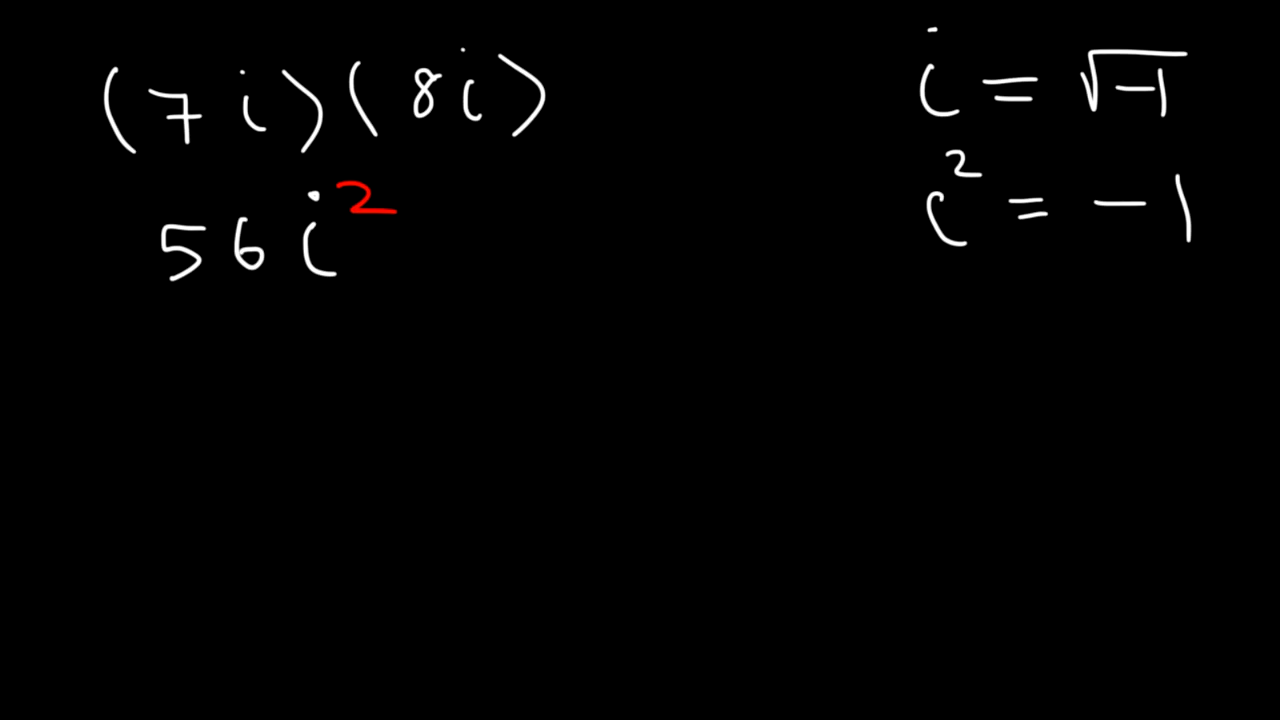 (7i)(8i)
56i²
i = √-1
i² = -1